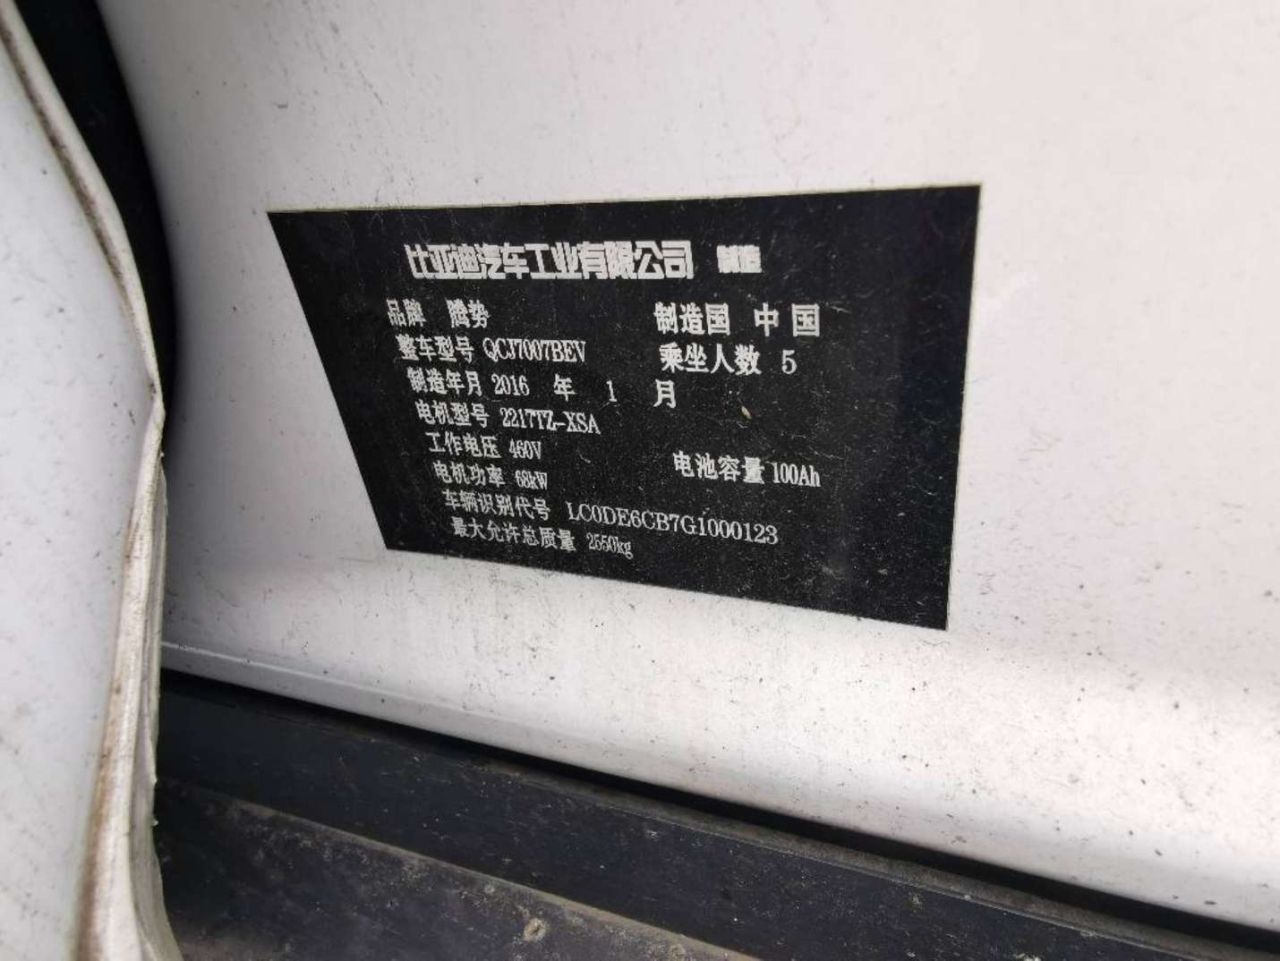 比亚迪汽车工业有限公司 制造
品牌 腾势 制造国 中国
整车型号 QCJ7007BEV 乘坐人数 5
制造年月 2016 年 1 月
电机型号 2217TZ-XSA
工作电压 460V 电池容量 100Ah
电机功率 68kW
车辆识别代号 LC0DE6CB7G1000123
最大允许总质量 2550kg